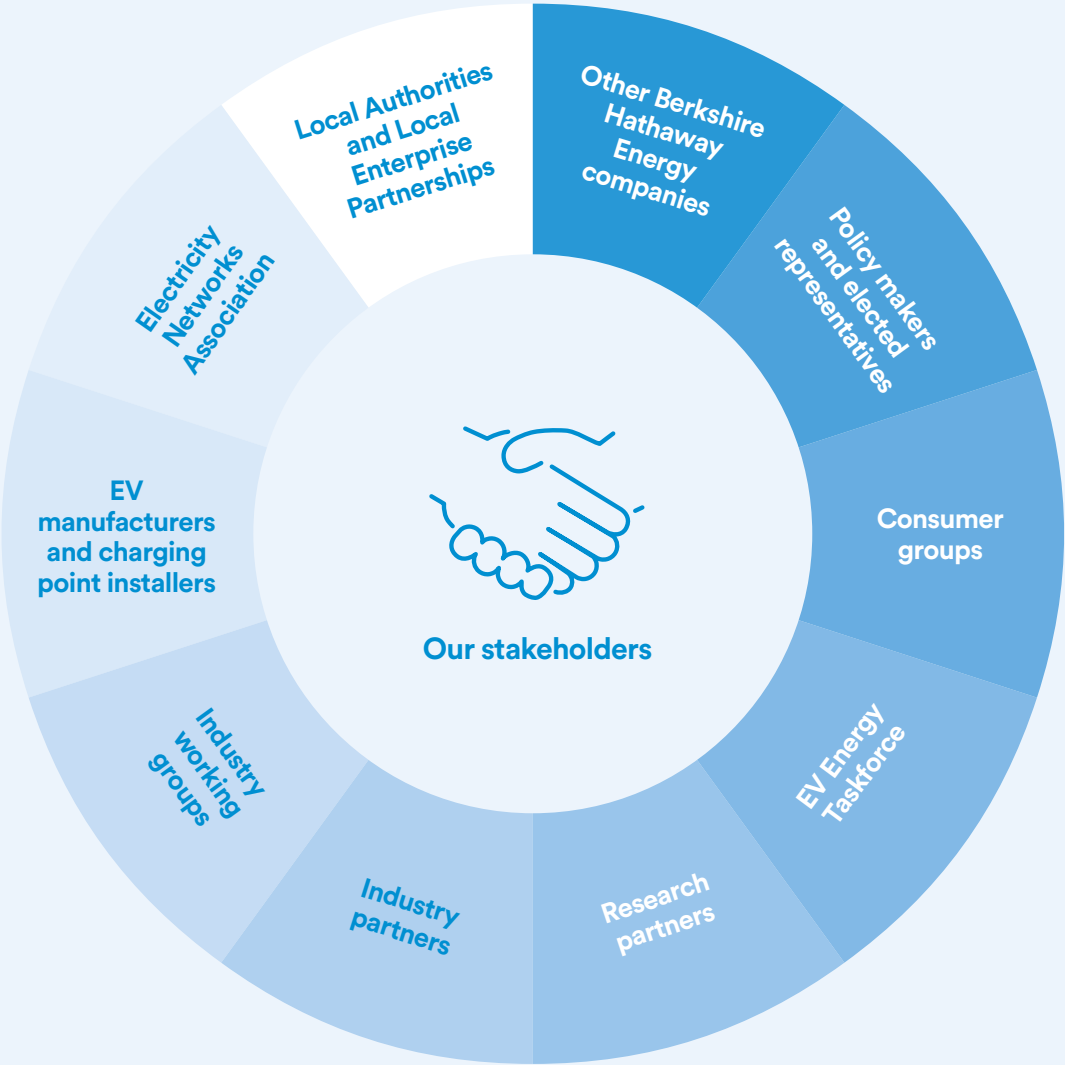 Other Berkshire
Hathaway
Energy
companies
Policy makers
and elected
representatives
Consumer
groups
EV Energy
Taskforce
Research
partners
Industry
partners
Industry
working
groups
EV
manufacturers
and charging
point installers
Electricity
Networks
Association
Local Authorities
and Local
Enterprise
Partnerships
Our stakeholders